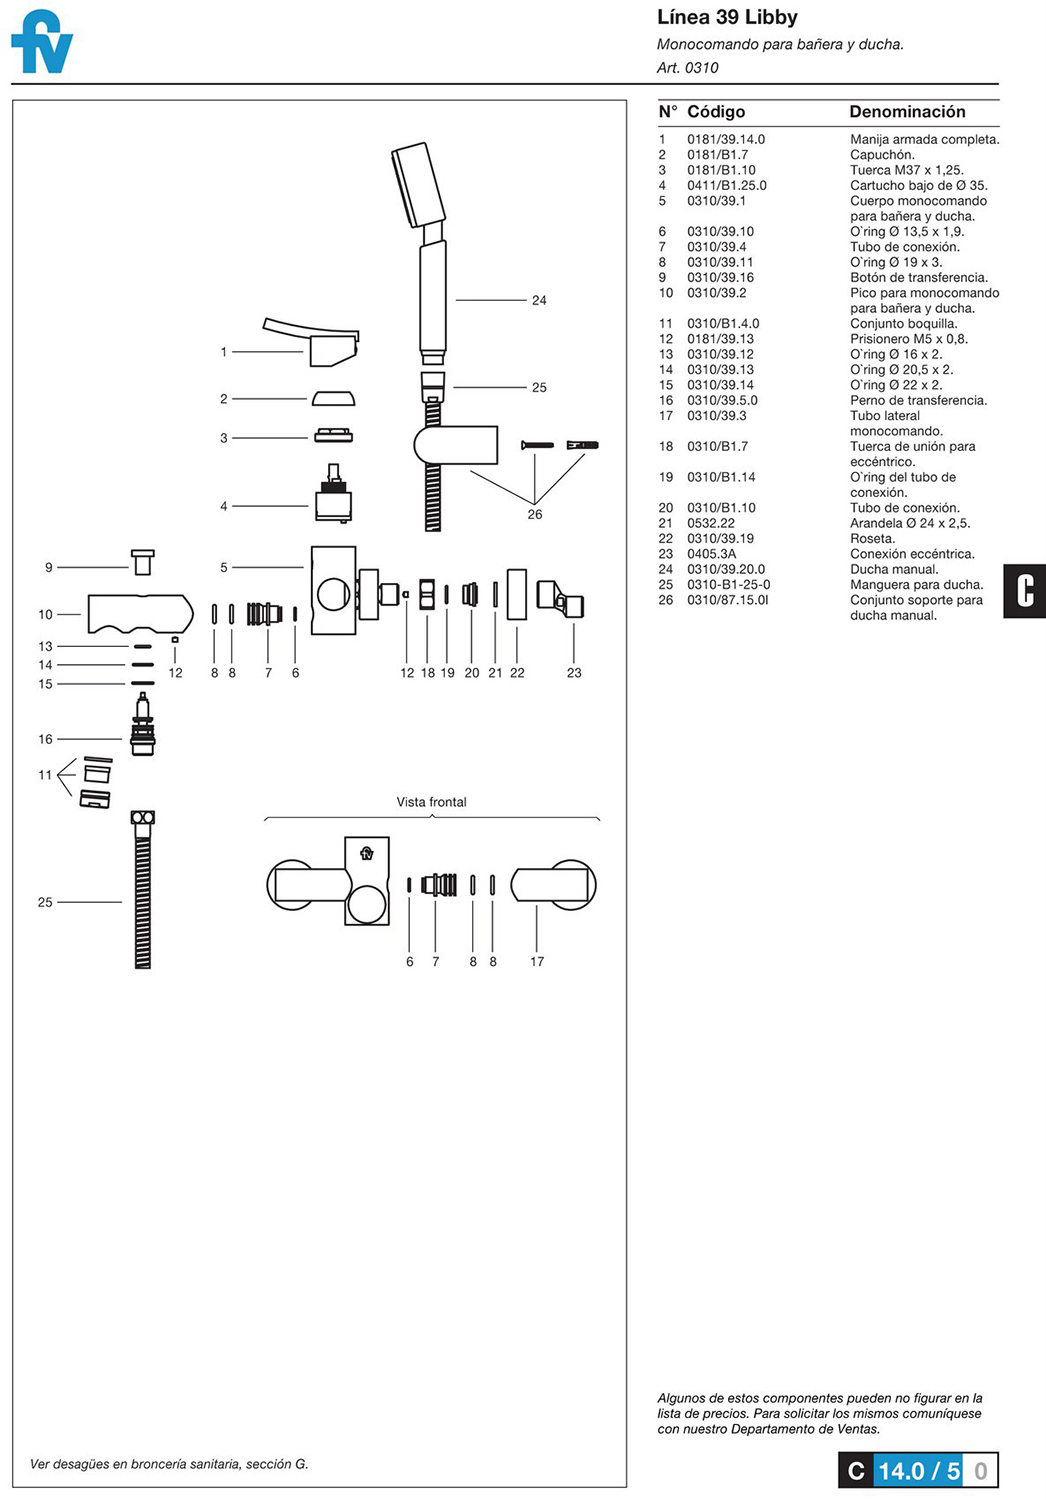 fv
Línea 39 Libby
Monocomando para bañera y ducha.
Art. 0310
N° Código Denominación
1 0181/39.14.0 Manija armada completa.
2 0181/B1.7 Capuchón.
3 0181/B1.10 Tuerca M37 x 1,25.
4 0411/B1.25.0 Cartucho bajo de Ø 35.
5 0310/39.1 Cuerpo monocomando
para bañera y ducha.
6 0310/39.10 O`ring Ø 13,5 x 1,9.
7 0310/39.4 Tubo de conexión.
8 0310/39.11 O`ring Ø 19 x 3.
9 0310/39.16 Botón de transferencia.
10 0310/39.2 Pico para monocomando
para bañera y ducha.
11 0310/B1.4.0 Conjunto boquilla.
12 0181/39.13 Prisionero M5 x 0,8.
13 0310/39.12 O`ring Ø 16 x 2.
14 0310/39.13 O`ring Ø 20,5 x 2.
15 0310/39.14 O`ring Ø 22 x 2.
16 0310/39.5.0 Perno de transferencia.
17 0310/39.3 Tubo lateral
monocomando.
18 0310/B1.7 Tuerca de unión para
eccéntrico.
19 0310/B1.14 O`ring del tubo de
conexión.
20 0310/B1.10 Tubo de conexión.
21 0532.22 Arandela Ø 24 x 2,5.
22 0310/39.19 Roseta.
23 0405.3A Conexión eccéntrica.
24 0310/39.20.0 Ducha manual.
25 0310-B1-25-0 Manguera para ducha.
26 0310/87.15.0I Conjunto soporte para
ducha manual.
C
24
1
25
2
3
4
26
9
5
10
13
12 8 8 7 6 12 18 19 20 21 22 23
14
15
16
11
Vista frontal
fv
25
6 7 8 8 17
Algunos de estos componentes pueden no figurar en la
lista de precios. Para solicitar los mismos comuníquese
con nuestro Departamento de Ventas.
Ver desagües en broncería sanitaria, sección G.
C 14.0 / 5 0